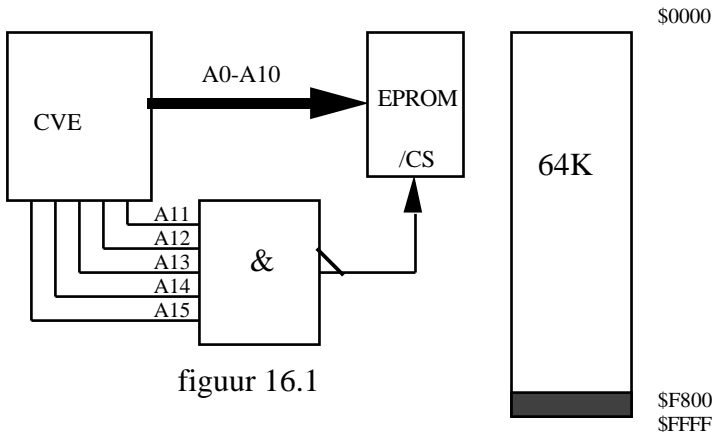 $0000
A0-A10
EPROM
CVE
/CS
64K
A11
A12
A13
A14
A15
&
figuur 16.1
$F800
$FFFF